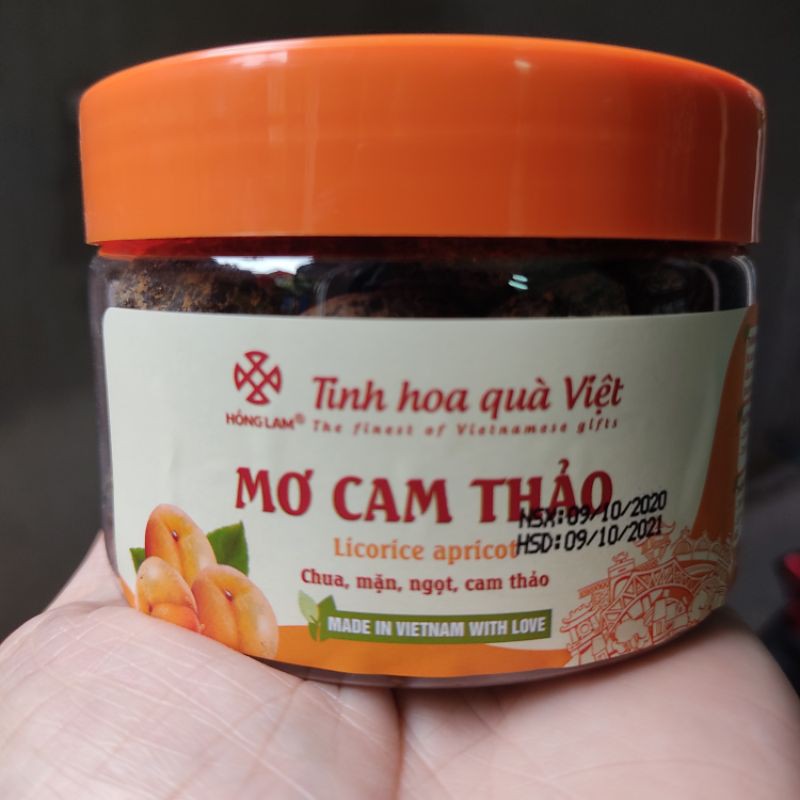 Tinh hoa quà Việt
HỒNG LAM®
The finest of Vietnamese gifts
MƠ CAM THẢO
NSX:09/10/2020
Licorice apricot
HSD:09/10/2021
Chua, mặn, ngọt, cam thảo
MADE IN VIETNAM WITH LOVE